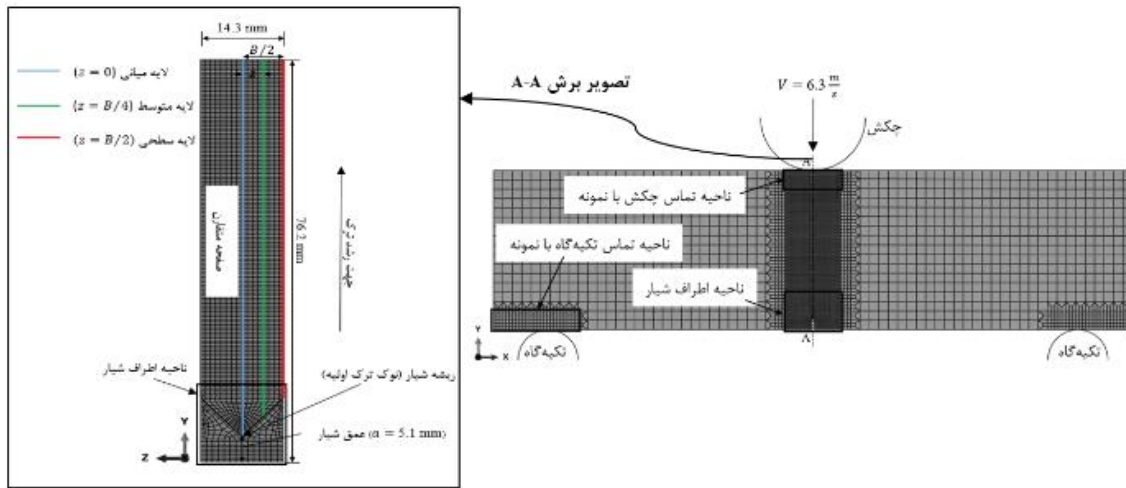 14.3 mm
B/2
z
لایه میانی (z = 0)
لایه متوسط (z = B/4)
لایه سطحی (z = B/2)
صفحه متقارن
جهت رشد ترک
76.2 mm
ناحیه اطراف شیار
ریشه شیار (نوک ترک اولیه)
عمق شیار (a = 5.1 mm)
Y
Z
تصویر برش A-A
V = 6.3 m/s
چکش
A
ناحیه تماس چکش با نمونه
ناحیه تماس تکیه‌گاه با نمونه
ناحیه اطراف شیار
A
Y
X
تکیه‌گاه
تکیه‌گاه